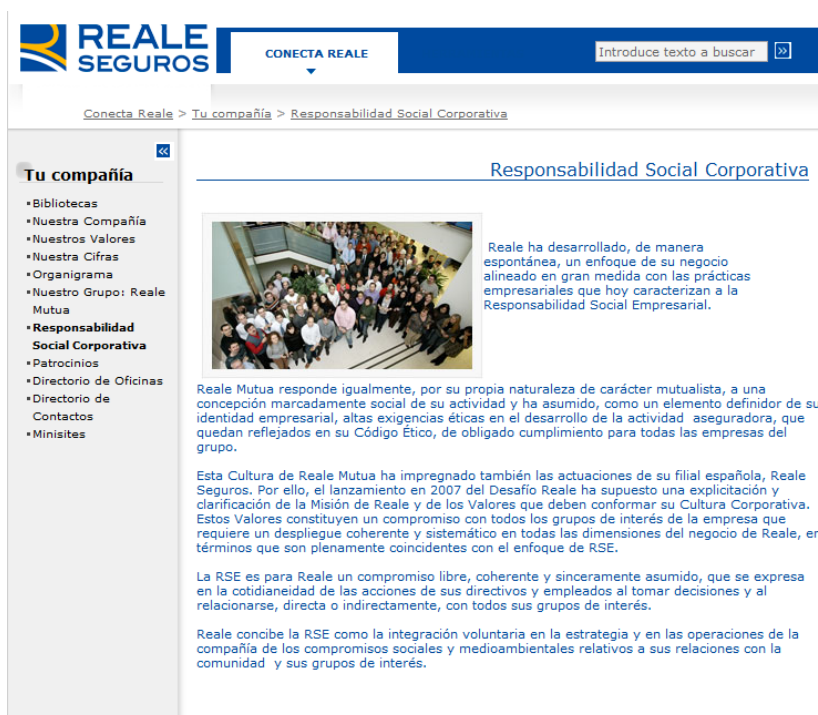 REALE
SEGUROS
CONECTA REALE
Introduce texto a buscar
Conecta Reale > Tu compañía > Responsabilidad Social Corporativa
Tu compañía
Bibliotecas
Nuestra Compañía
Nuestros Valores
Nuestra Cifras
Organigrama
Nuestro Grupo: Reale
Mutua
Responsabilidad
Social Corporativa
Patrocinios
Directorio de Oficinas
Directorio de
Contactos
Minisites
Responsabilidad Social Corporativa
Reale ha desarrollado, de manera
espontánea, un enfoque de su negocio
alineado en gran medida con las prácticas
empresariales que hoy caracterizan a la
Responsabilidad Social Empresarial.
Reale Mutua responde igualmente, por su propia naturaleza de carácter mutualista, a una
concepción marcadamente social de su actividad y ha asumido, como un elemento definidor de su
identidad empresarial, altas exigencias éticas en el desarrollo de la actividad aseguradora, que
quedan reflejados en su Código Ético, de obligado cumplimiento para todas las empresas del
grupo.
Esta Cultura de Reale Mutua ha impregnado también las actuaciones de su filial española, Reale
Seguros. Por ello, el lanzamiento en 2007 del Desafío Reale ha supuesto una explicitación y
clarificación de la Misión de Reale y de los Valores que deben conformar su Cultura Corporativa.
Estos Valores constituyen un compromiso con todos los grupos de interés de la empresa que
requiere un despliegue coherente y sistemático en todas las dimensiones del negocio de Reale, en
términos que son plenamente coincidentes con el enfoque de RSE.
La RSE es para Reale un compromiso libre, coherente y sinceramente asumido, que se expresa
en la cotidianeidad de las acciones de sus directivos y empleados al tomar decisiones y al
relacionarse, directa o indirectamente, con todos sus grupos de interés.
Reale concibe la RSE como la integración voluntaria en la estrategia y en las operaciones de la
compañía de los compromisos sociales y medioambientales relativos a sus relaciones con la
comunidad y sus grupos de interés.